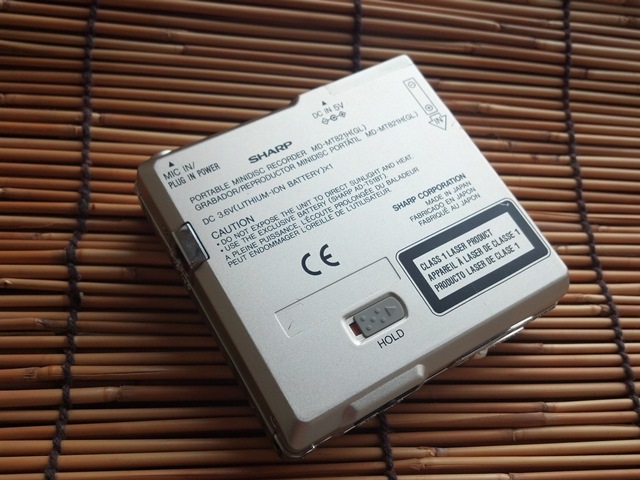 DC IN 5V
MIC IN/
PLUG IN POWER
SHARP
PORTABLE MINIDISC RECORDER MD-MT821H(GL)
GRABADOR/REPRODUCTOR MINIDISC PORTÁTIL MD-MT821H(GL)
DC 3.6V(LITHIUM-ION BATTERY)×1
CAUTION
• DO NOT EXPOSE THE UNIT TO DIRECT SUNLIGHT AND HEAT.
• USE THE EXCLUSIVE BATTERY (SHARP AD-T51BT)
A PLEINE PUISSANCE, L'ÉCOUTE PROLONGÉE DU BALADEUR
PEUT ENDOMMAGER L'OREILLE DE L'UTILISATEUR.
SHARP CORPORATION
MADE IN JAPAN
FABRICADO EN JAPÓN
FABRIQUÉ AU JAPON
CE
CLASS 1 LASER PRODUCT
APPAREIL À LASER DE CLASSE 1
PRODUCTO LASER DE CLASE 1
HOLD
IN